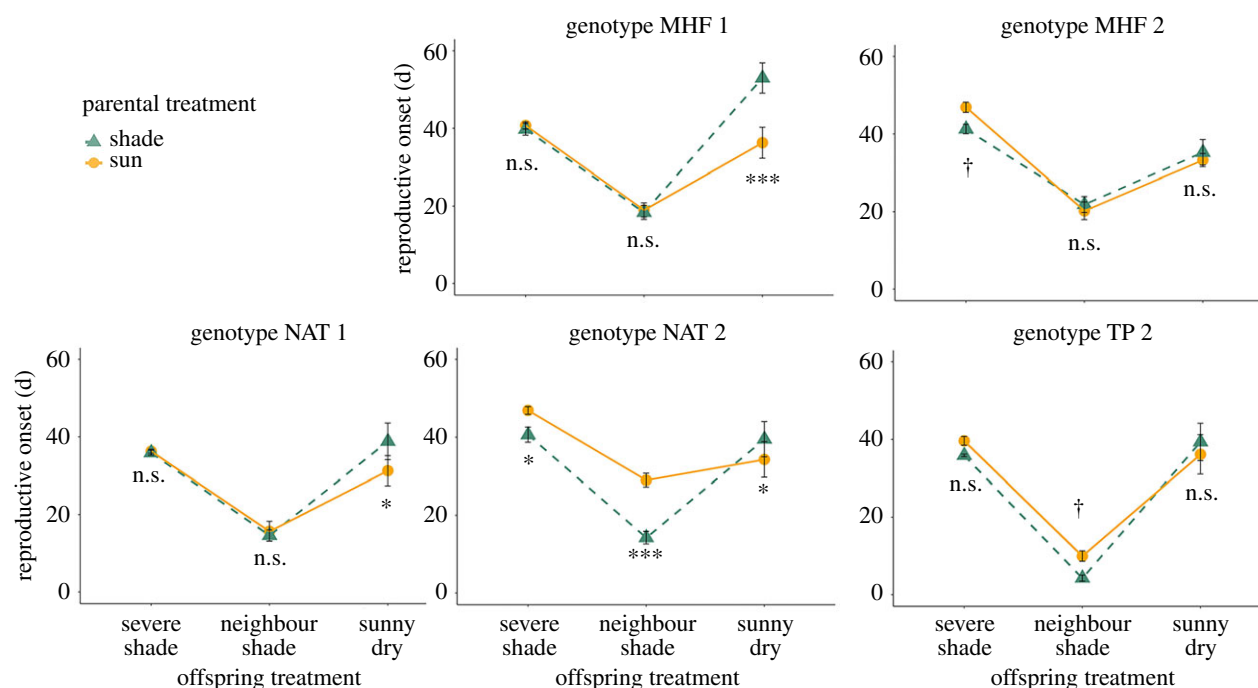 parental treatment
shade
sun
genotype MHF 1
reproductive onset (d)
60
40
20
0
n.s.
n.s.
***
genotype MHF 2
60
40
20
0
†
n.s.
n.s.
genotype NAT 1
reproductive onset (d)
60
40
20
0
n.s.
n.s.
*
severe shade
neighbour shade
sunny dry
offspring treatment
genotype NAT 2
60
40
20
0
*
***
*
severe shade
neighbour shade
sunny dry
offspring treatment
genotype TP 2
60
40
20
0
n.s.
†
n.s.
severe shade
neighbour shade
sunny dry
offspring treatment